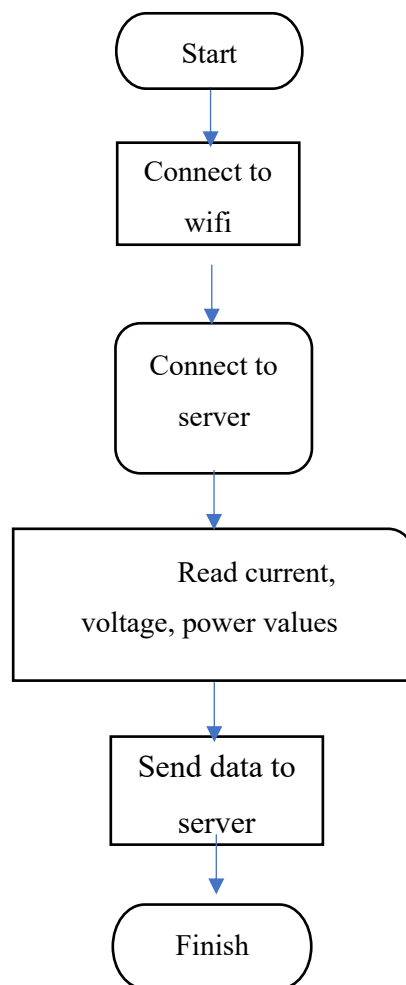 Start
Connect to
wifi
Connect to
server
Read current,
voltage, power values
Send data to
server
Finish